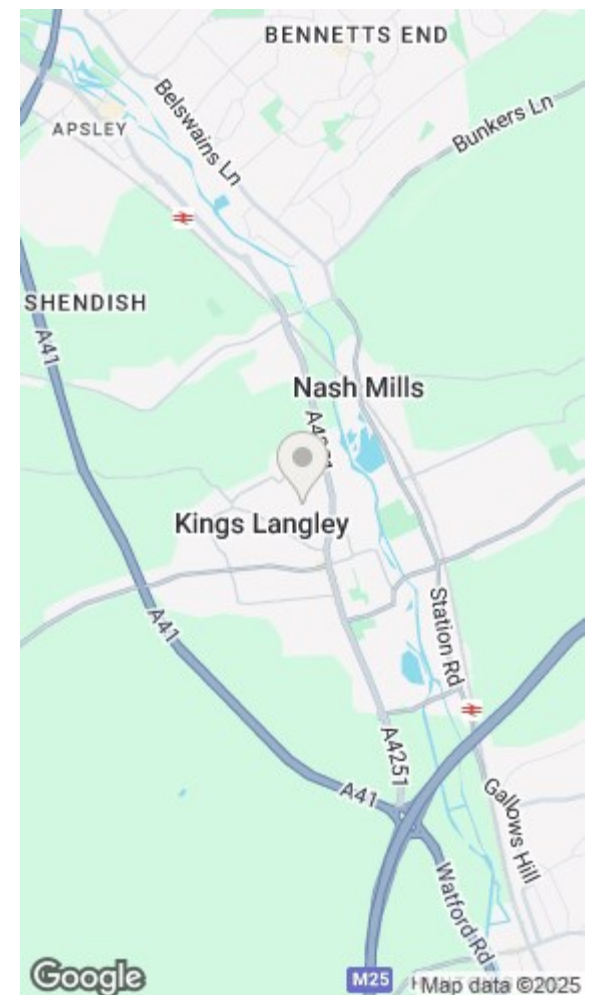 BENNETTS END
Belswains Ln
Bunkers Ln
APSLEY
SHENDISH
A41
Nash Mills
Kings Langley
A41
Station Rd
A4251
A41
Gallows Hill
Watford Rd
Google
M25
Map data ©2025